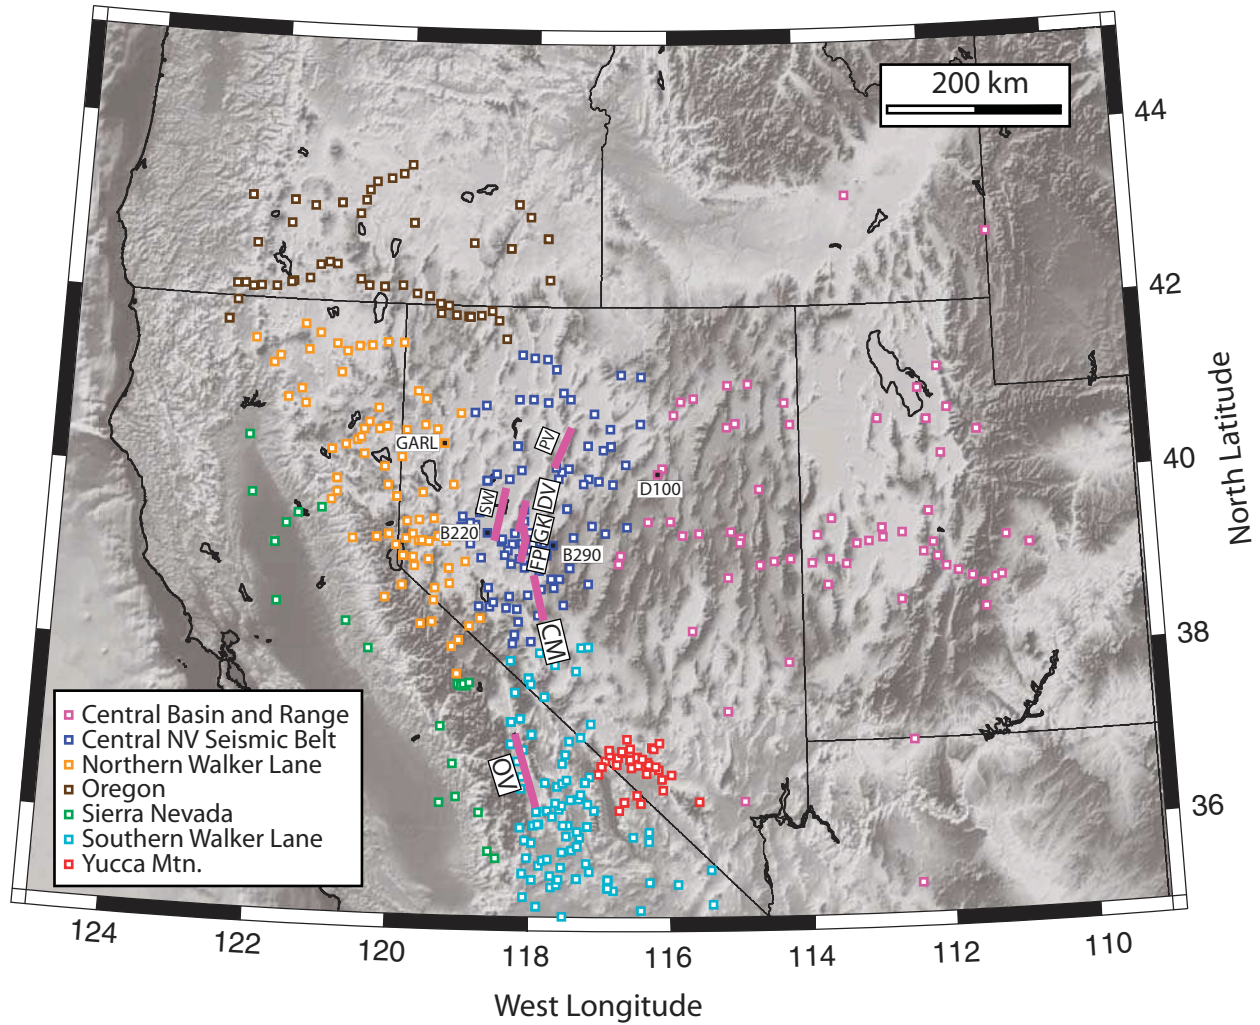 200 km
44
42
40
38
36
North Latitude
PV
GARL
D100
SW
DV
B220
GK
B290
FP
CM
OV
Central Basin and Range
Central NV Seismic Belt
Northern Walker Lane
Oregon
Sierra Nevada
Southern Walker Lane
Yucca Mtn.
124
122
120
118
116
114
112
110
West Longitude